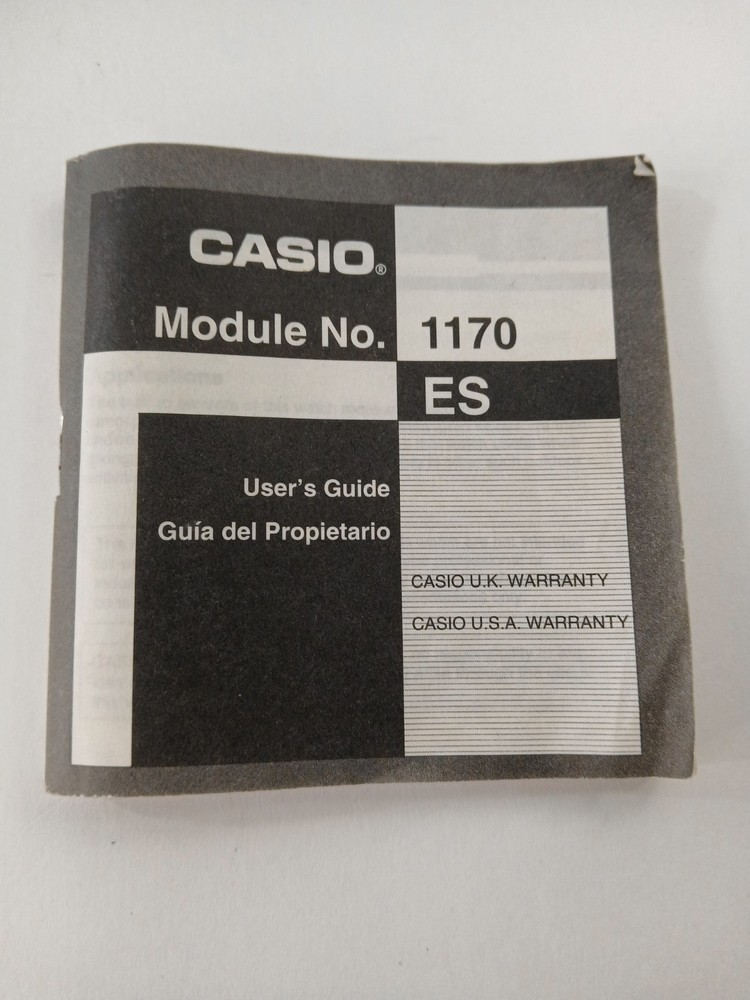 CASIO®
Module No. 1170
ES
User's Guide
Guía del Propietario
CASIO U.K. WARRANTY
CASIO U.S.A. WARRANTY